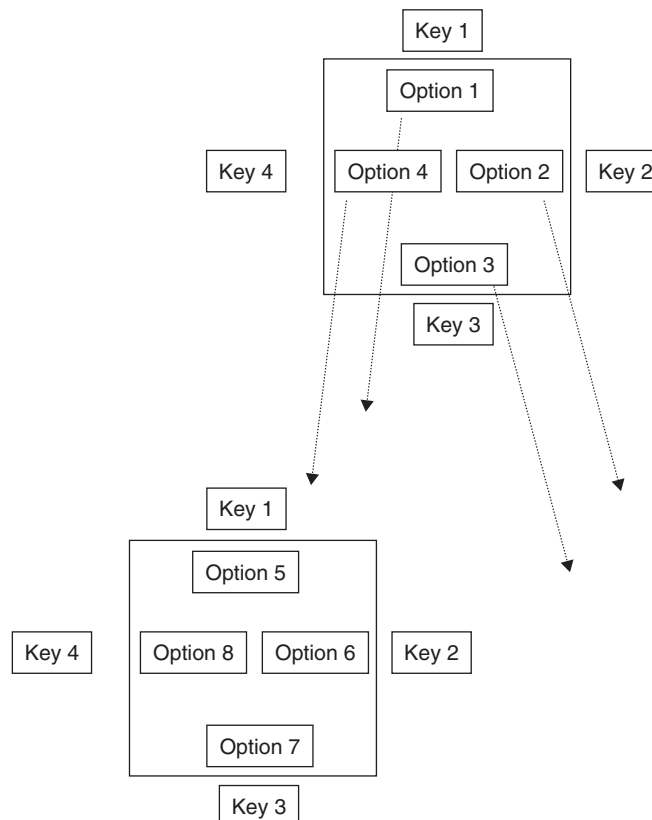 Key 1
Option 1
Key 4
Option 4
Option 2
Key 2
Option 3
Key 3
Key 1
Option 5
Key 4
Option 8
Option 6
Key 2
Option 7
Key 3